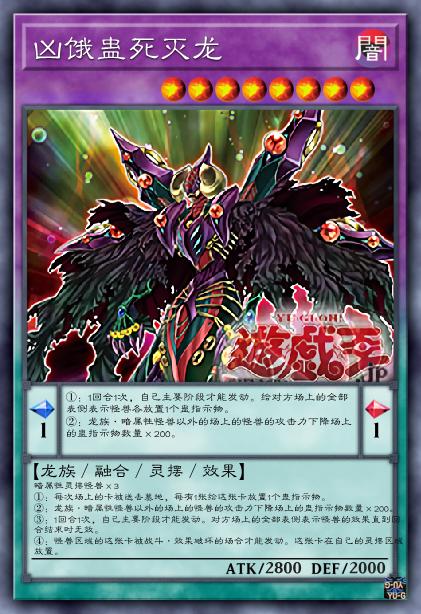 凶饿蛊死灭龙
闇
YU-GI-OH!
遊戯王
.jp
①：1回合1次，自己主要阶段才能发动。给对方场上的全部
表侧表示怪兽各放置1个蛊指示物。
②：龙族·暗属性怪兽以外的场上的怪兽的攻击力下降场上
的蛊指示物数量×200。
1
1
【龙族／融合／灵摆／效果】
暗属性灵摆怪兽×3
①：每次场上的卡被送去墓地，每有1张给这张卡放置1个蛊指示物。
②：龙族·暗属性怪兽以外的场上的怪兽的攻击力下降场上的蛊指示物数量×200。
③：1回合1次，自己主要阶段才能发动。对方场上的全部表侧表示怪兽的效果直到回
合结束时无效。
④：怪兽区域的这张卡被战斗·效果破坏的场合才能发动。这张卡在自己的灵摆区域
放置。
ATK/2800 DEF/2000